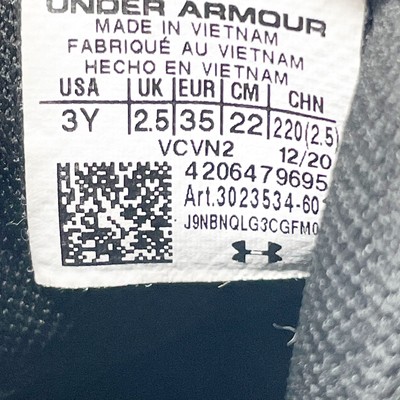 UNDER ARMOUR
MADE IN VIETNAM
FABRIQUÉ AU VIETNAM
HECHO EN VIETNAM
USA UK EUR CM CHN
3Y 2.5 35 22 220(2.5)
VCVN2 12/20
4206479695
Art.3023534-60
J9NBNQLG3CGFM0